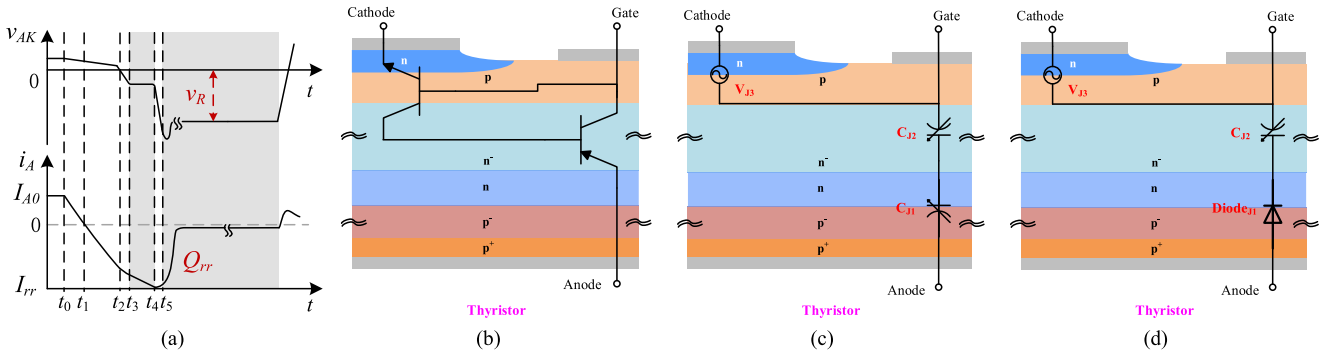 v_AK
0
t
v_R
i_A
I_A0
0
Q_rr
I_rr
t_0 t_1 t_2 t_3 t_4 t_5 t
(a)
Cathode Gate
n
p
n⁻
n
p⁻
p⁺
Anode
Thyristor
(b)
Cathode Gate
n
p
V_J3
C_J2
n⁻
n
C_J1
p⁻
p⁺
Anode
Thyristor
(c)
Cathode Gate
n
p
V_J3
C_J2
n⁻
n
Diode_J1
p⁻
p⁺
Anode
Thyristor
(d)